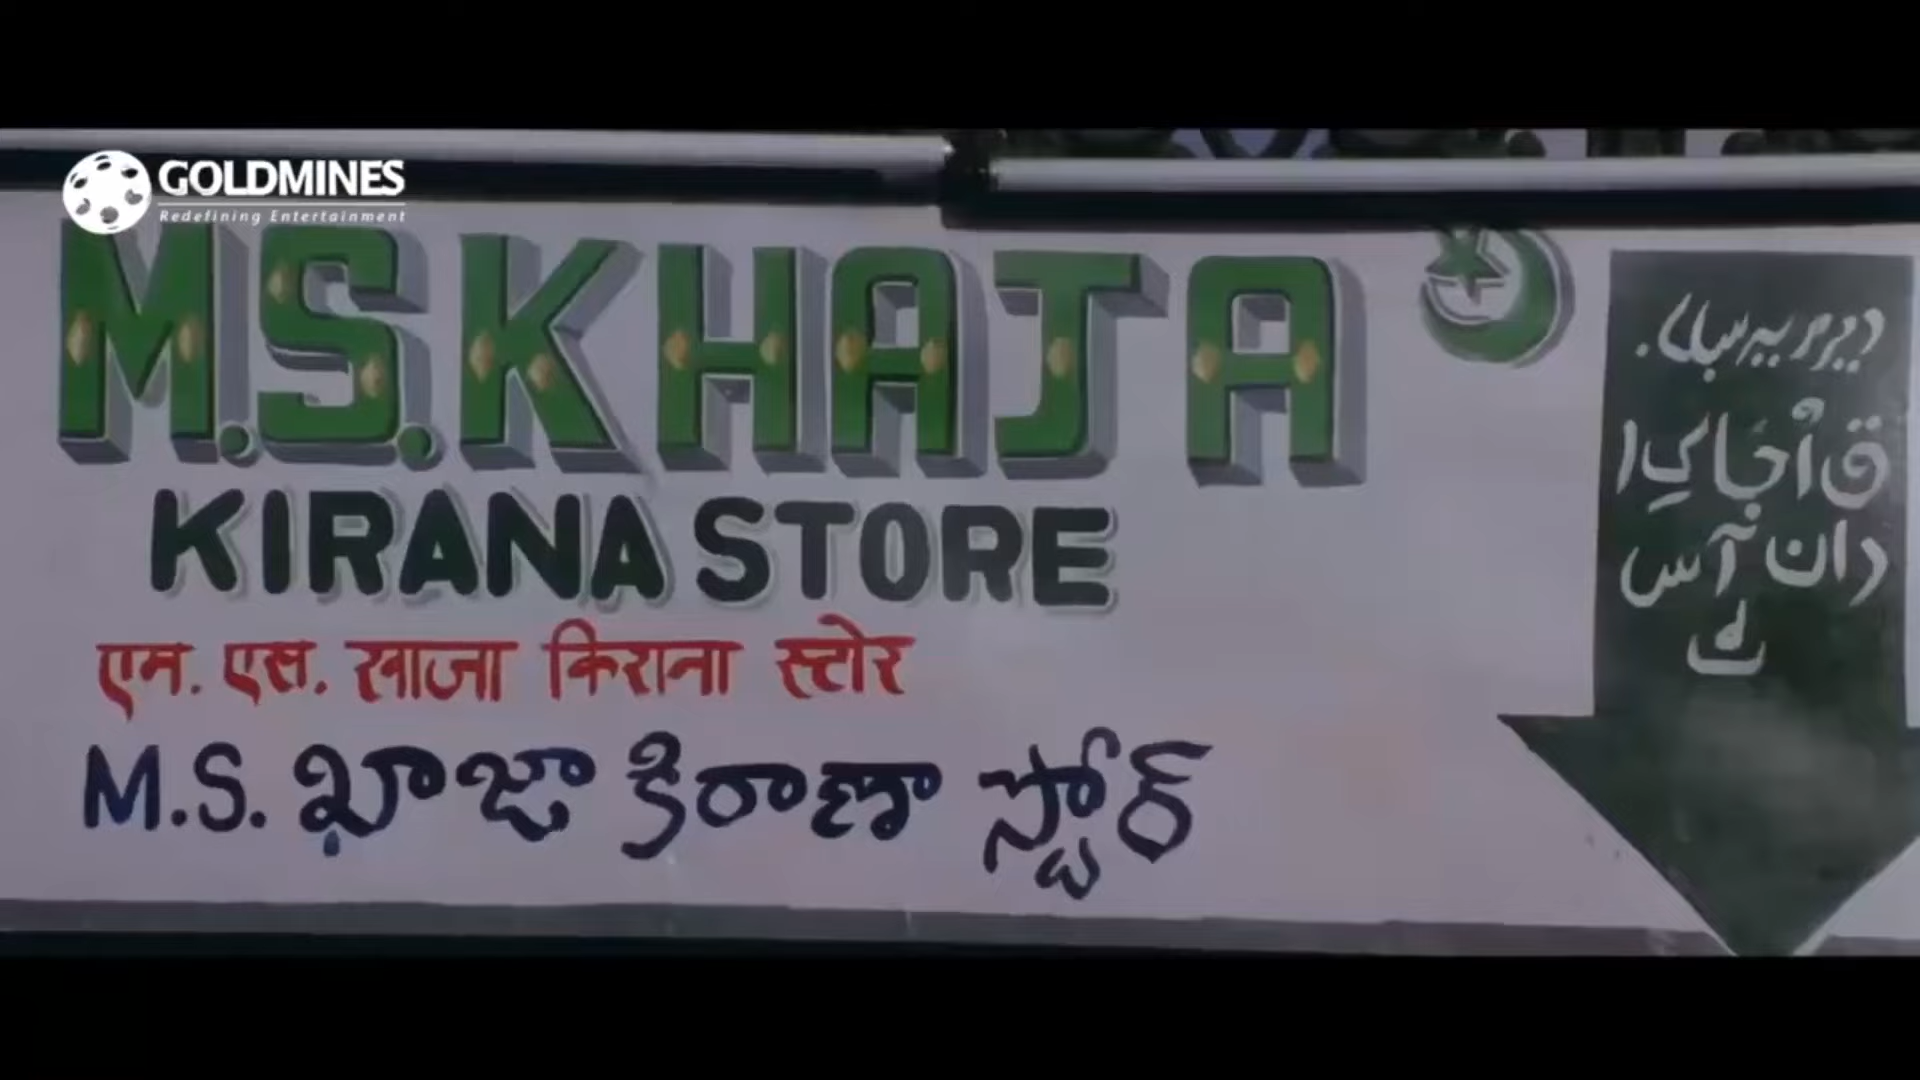 GOLDMINES
Redefining Entertainment
M.S.KHAJA
KIRANA STORE
एम. एस. खाजा किराना स्टोर
M.S. ఖాజా కిరాణా స్టోర్